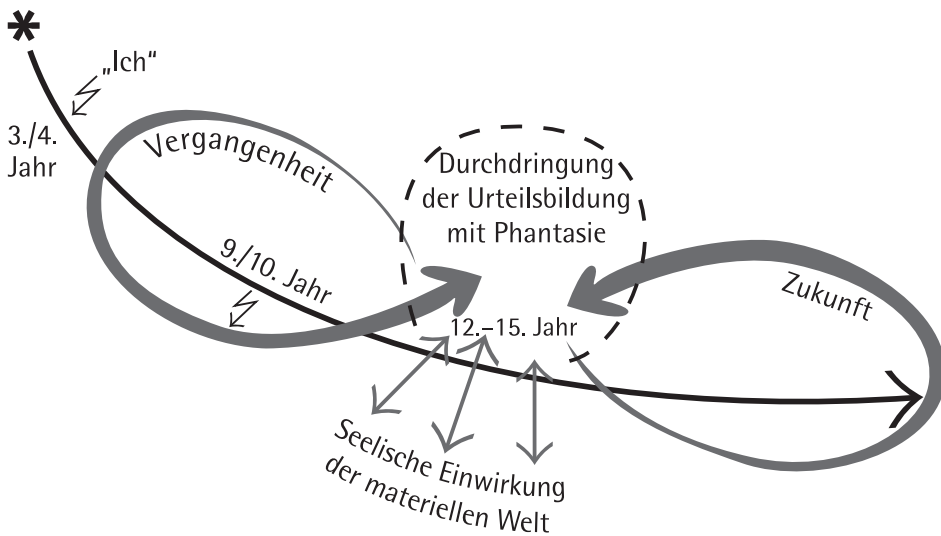 *
„Ich“
3./4.
Jahr
Vergangenheit
9./10. Jahr
Durchdringung
der Urteilsbildung
mit Phantasie
12.–15. Jahr
Zukunft
Seelische Einwirkung
der materiellen Welt